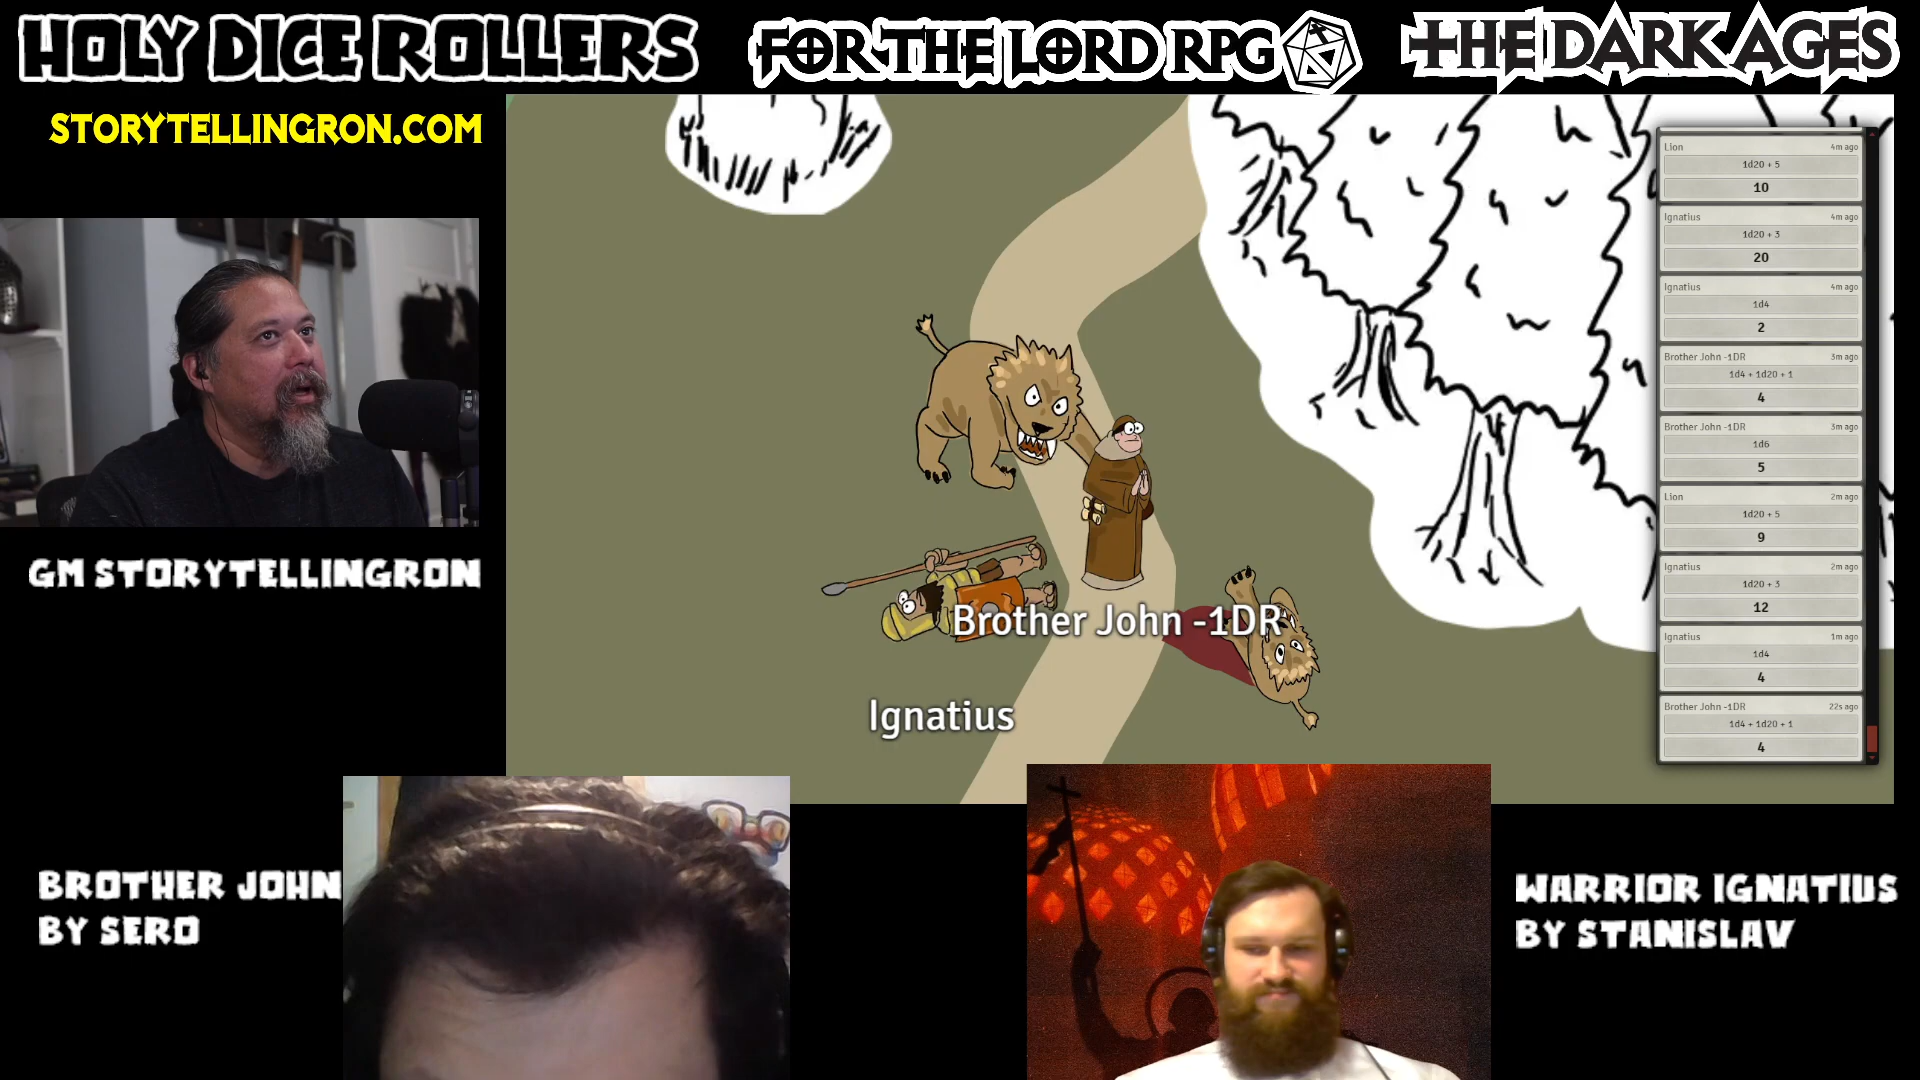 HOLY DICE ROLLERS
FOR THE LORD RPG
THE DARK AGES
STORYTELLINGRON.COM
GM STORYTELLINGRON
Brother John -1DR
Ignatius
Lion 4m ago
1d20 + 5
10
Ignatius 4m ago
1d20 + 3
20
Ignatius 4m ago
1d4
2
Brother John -1DR 3m ago
1d4 + 1d20 + 1
4
Brother John -1DR 3m ago
1d6
5
Lion 2m ago
1d20 + 5
9
Ignatius 2m ago
1d20 + 3
12
Ignatius 1m ago
1d4
4
Brother John -1DR 22s ago
1d4 + 1d20 + 1
4
BROTHER JOHN
BY SERO
WARRIOR IGNATIUS
BY STANISLAV